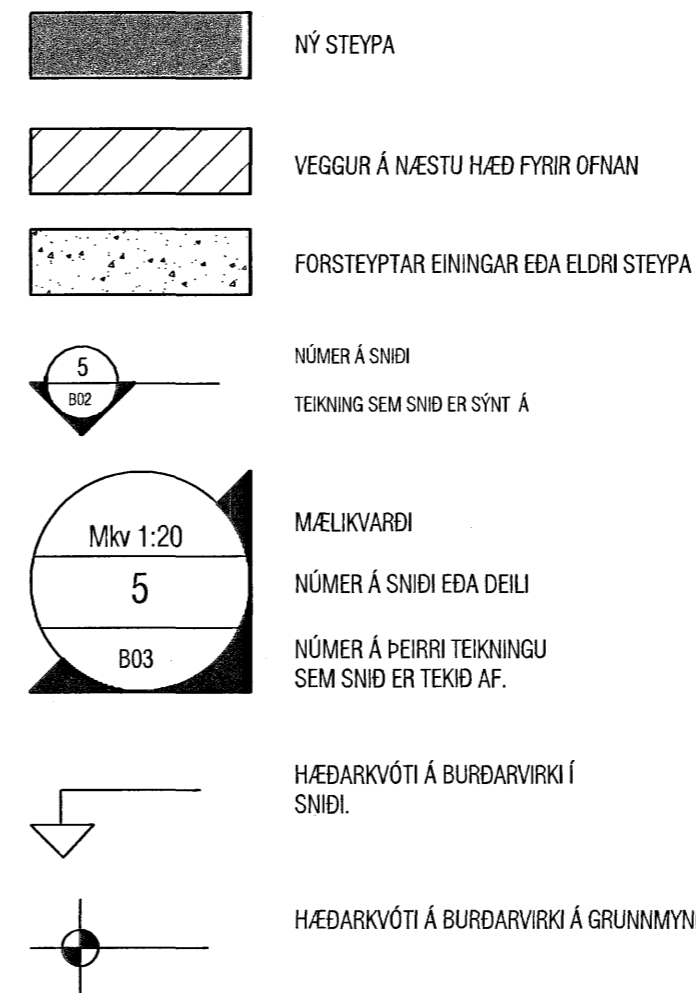 NÝ STEYPA
VEGGUR Á NÆSTU HÆÐ FYRIR OFNAN
FORSTEYPTAR EININGAR EÐA ELDRI STEYPA
5
B02
NÚMER Á SNIÐI
TEIKNING SEM SNIÐ ER SÝNT Á
Mkv 1:20
5
B03
MÆLIKVARÐI
NÚMER Á SNIÐI EÐA DEILI
NÚMER Á ÞEIRRI TEIKNINGU
SEM SNIÐ ER TEKIÐ AF.
HÆÐARKVÓTI Á BURÐARVIRKI Í
SNIÐI.
HÆÐARKVÓTI Á BURÐARVIRKI Á